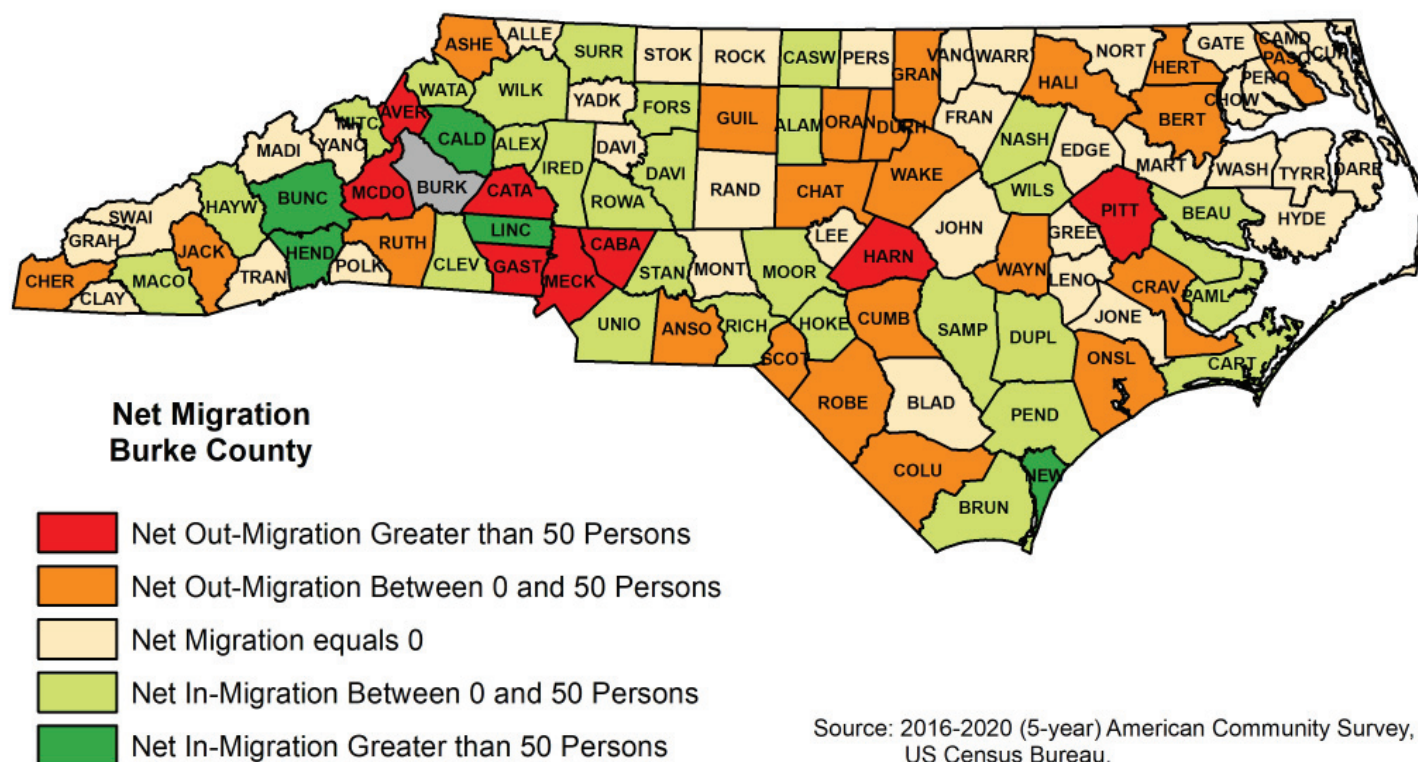 ASHE
ALLE
SURR
STOK
ROCK
CASW
PERS
GRAN
VANC
WARR
NORT
GATE
HERT
CAMD
PASQ
PERQ
CHOW
HALI
BERT
WATA
WILK
YADK
FORS
GUIL
ALAM
ORAN
DURH
FRAN
NASH
EDGE
MART
WASH
TYRR
DARE
AVER
MITC
YANC
MADI
CALD
ALEX
IRED
DAVI
DAVI
RAND
CHAT
WAKE
WILS
PITT
BEAU
HYDE
HAYW
BUNC
MCDO
BURK
CATA
ROWA
SWAI
GRAH
JACK
HEND
RUTH
LINC
CABA
LEE
JOHN
GREE
WAYN
LENO
CRAV
PAML
CHER
CLAY
MACO
TRAN
POLK
CLEV
GAST
MECK
STAN
MONT
MOOR
HARN
JONE
UNIO
ANSO
RICH
HOKE
CUMB
SAMP
DUPL
ONSL
CART
SCOT
ROBE
BLAD
PEND
COLU
BRUN
NEW
Net Migration
Burke County
Net Out-Migration Greater than 50 Persons
Net Out-Migration Between 0 and 50 Persons
Net Migration equals 0
Net In-Migration Between 0 and 50 Persons
Net In-Migration Greater than 50 Persons
Source: 2016-2020 (5-year) American Community Survey,
US Census Bureau.